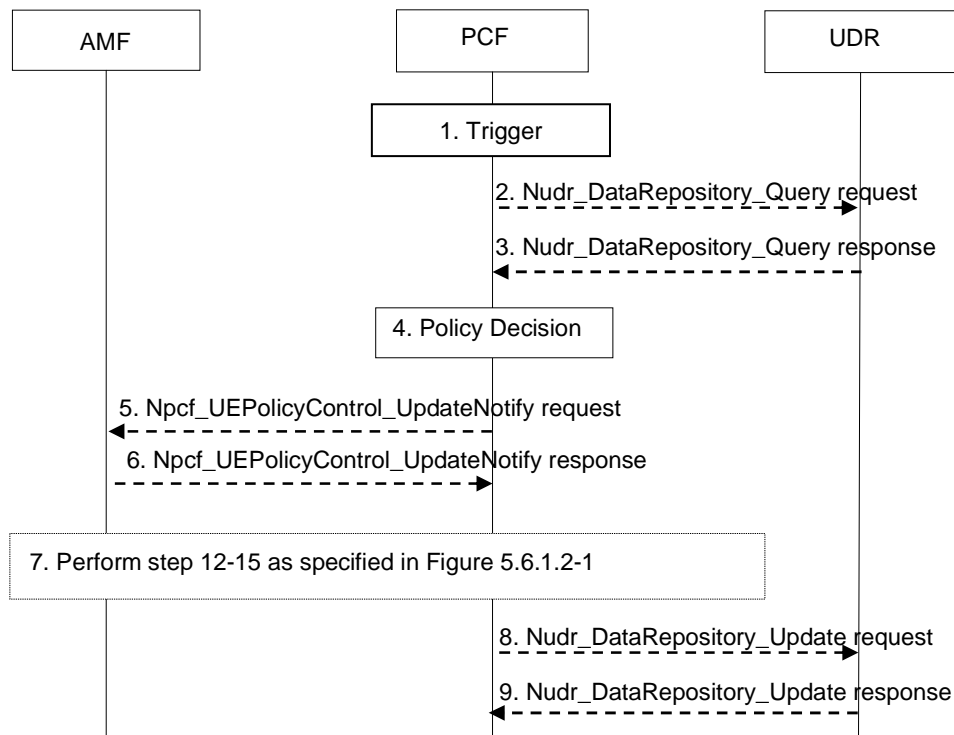 AMF
PCF
UDR
1. Trigger
2. Nudr_DataRepository_Query request
3. Nudr_DataRepository_Query response
4. Policy Decision
5. Npcf_UEPolicyControl_UpdateNotify request
6. Npcf_UEPolicyControl_UpdateNotify response
7. Perform step 12-15 as specified in Figure 5.6.1.2-1
8. Nudr_DataRepository_Update request
9. Nudr_DataRepository_Update response